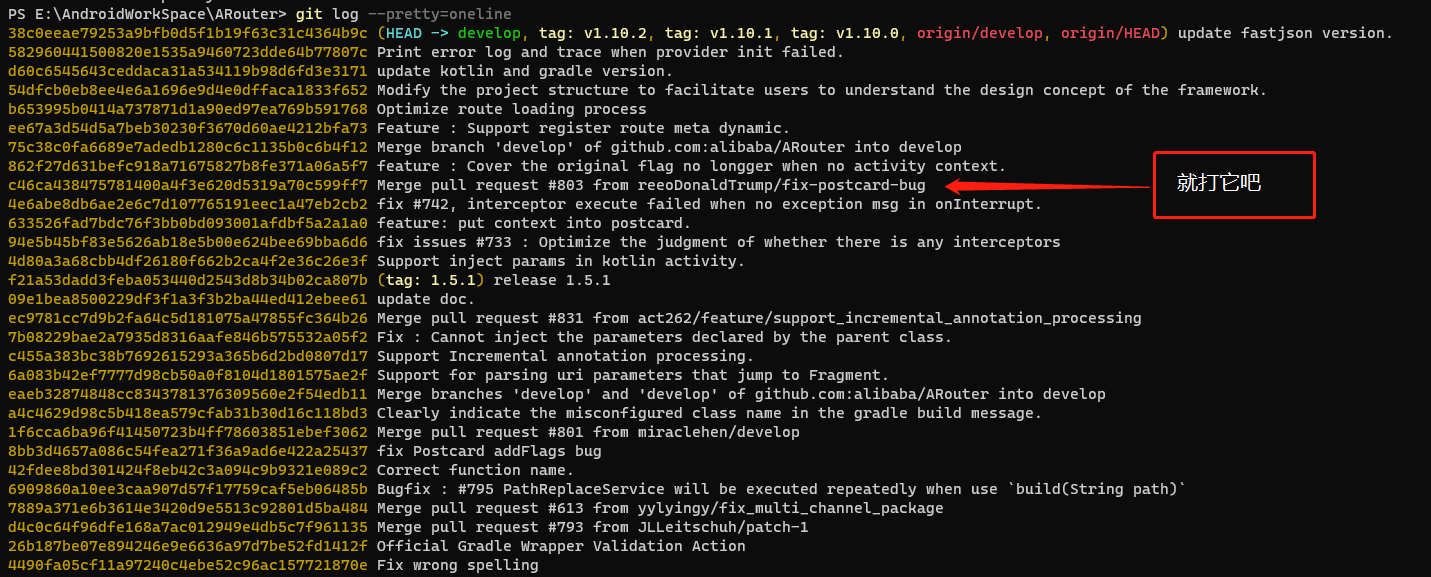 PS E:\AndroidWorkSpace\ARouter> git log --pretty=oneline
38c0eeae79253a9bfb0d5f1b19f63c31c4364b9c (HEAD -> develop, tag: v1.10.2, tag: v1.10.1, tag: v1.10.0, origin/develop, origin/HEAD) update fastjson version.
582960441500820e1535a9460723dde64b77807c Print error log and trace when provider init failed.
d60c6545643ceddaca31a534119b98d6fd3e3171 update kotlin and gradle version.
54dfcb0eb8ee4e6a1696e9d4e0dffaca1833f652 Modify the project structure to facilitate users to understand the design concept of the framework.
b653995b0414a737871d1a90ed97ea769b591768 Optimize route loading process
ee67a3d54d5a7beb30230f3670d60ae4212bfa73 Feature : Support register route meta dynamic.
75c38c0fa6689e7adedb1280c6c1135b0c6b4f12 Merge branch 'develop' of github.com:alibaba/ARouter into develop
862f27d631befc918a71675827b8fe371a06a5f7 feature : Cover the original flag no longger when no activity context.
c46ca438475781400a4f3e620d5319a70c599ff7 Merge pull request #803 from reeoDonaldTrump/fix-postcard-bug
就打它吧
4e6abe8db6ae2e6c7d107765191eec1a47eb2cb2 fix #742, interceptor execute failed when no exception msg in onInterrupt.
633526fad7bdc76f3bb0bd093001afdbf5a2a1a0 feature: put context into postcard.
94e5b45bf83e5626ab18e5b00e624bee69bba6d6 fix issues #733 : Optimize the judgment of whether there is any interceptors
4d80a3a68cbb4df26180f662b2ca4f2e36c26e3f Support inject params in kotlin activity.
f21a53dadd3feba053440d2543d8b34b02ca807b (tag: 1.5.1) release 1.5.1
09e1bea8500229df3f1a3f3b2ba44ed412ebee61 update doc.
ec9781cc7d9b2fa64c5d181075a47855fc364b26 Merge pull request #831 from act262/feature/support_incremental_annotation_processing
7b08229bae2a7935d8316aafe846b575532a05f2 Fix : Cannot inject the parameters declared by the parent class.
c455a383bc38b7692615293a365b6d2bd0807d17 Support Incremental annotation processing.
6a083b42ef7777d98cb50a0f8104d1801575ae2f Support for parsing uri parameters that jump to Fragment.
eaeb32874848cc8343781376309560e2f54edb11 Merge branches 'develop' and 'develop' of github.com:alibaba/ARouter into develop
a4c4629d98c5b418ea579cfab31b30d16c118bd3 Clearly indicate the misconfigured class name in the gradle build message.
1f6cca6ba96f41450723b4ff78603851ebef3062 Merge pull request #801 from miraclehen/develop
8bb3d4657a086c54fea271f36a9ad6e422a25437 fix Postcard addFlags bug
42fdee8bd301424f8eb42c3a094c9b9321e089c2 Correct function name.
6909860a10ee3caa907d57f17759caf5eb06485b Bugfix : #795 PathReplaceService will be executed repeatedly when use `build(String path)`
7889a371e6b3614e3420d9e5513c92801d5ba484 Merge pull request #613 from yylyingy/fix_multi_channel_package
d4c0c64f96dfe168a7ac012949e4db5c7f961135 Merge pull request #793 from JLLeitschuh/patch-1
26b187be07e894246e9e6636a97d7be52fd1412f Official Gradle Wrapper Validation Action
4490fa05cf11a97240c4ebe52c96ac157721870e Fix wrong spelling